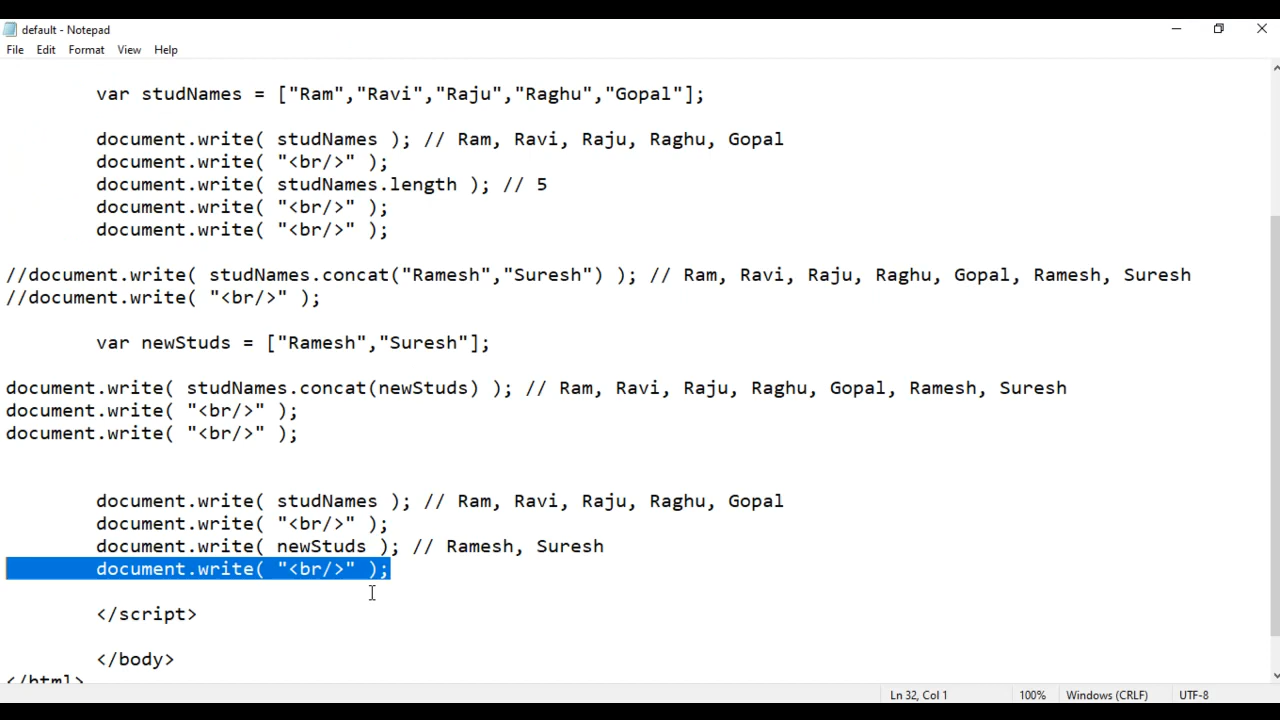 default - Notepad
File Edit Format View Help
var studNames = ["Ram","Ravi","Raju","Raghu","Gopal"];
document.write( studNames ); // Ram, Ravi, Raju, Raghu, Gopal
document.write( "<br/>" );
document.write( studNames.length ); // 5
document.write( "<br/>" );
document.write( "<br/>" );
//document.write( studNames.concat("Ramesh","Suresh") ); // Ram, Ravi, Raju, Raghu, Gopal, Ramesh, Suresh
//document.write( "<br/>" );
var newStuds = ["Ramesh","Suresh"];
document.write( studNames.concat(newStuds) ); // Ram, Ravi, Raju, Raghu, Gopal, Ramesh, Suresh
document.write( "<br/>" );
document.write( "<br/>" );
document.write( studNames ); // Ram, Ravi, Raju, Raghu, Gopal
document.write( "<br/>" );
document.write( newStuds ); // Ramesh, Suresh
document.write( "<br/>" );
</script>
</body>
</html>
Ln 32, Col 1 100% Windows (CRLF) UTF-8